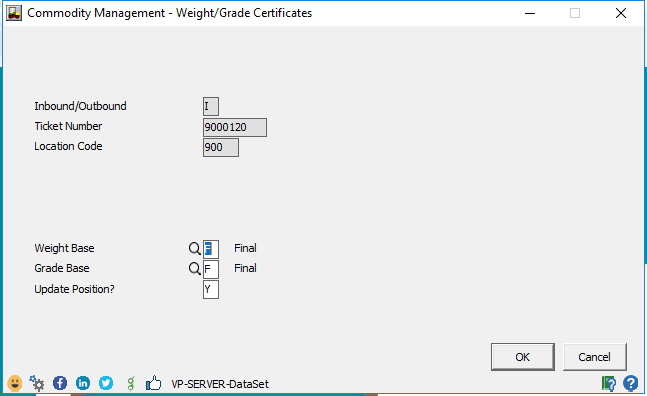 Commodity Management - Weight/Grade Certificates
Inbound/Outbound I
Ticket Number 9000120
Location Code 900
Weight Base F Final
Grade Base F Final
Update Position? Y
OK Cancel
VP-SERVER-DataSet